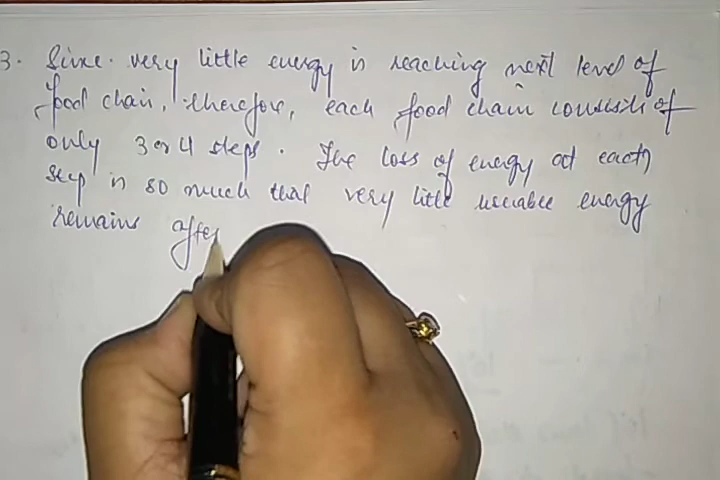 3. Since very little energy is reaching next level of
food chain, therefore, each food chain consists of
only 3 or 4 steps. The loss of energy at each
step is so much that very little useable energy
remains after